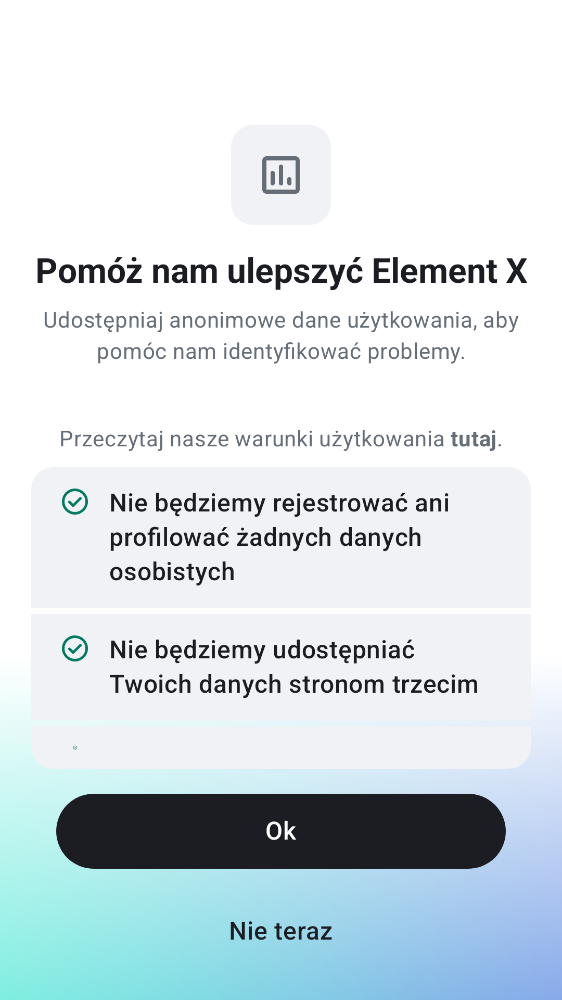 Pomóż nam ulepszyć Element X
Udostępniaj anonimowe dane użytkowania, aby
pomóc nam identyfikować problemy.
Przeczytaj nasze warunki użytkowania tutaj.
Nie będziemy rejestrować ani
profilować żadnych danych
osobistych
Nie będziemy udostępniać
Twoich danych stronom trzecim
Ok
Nie teraz